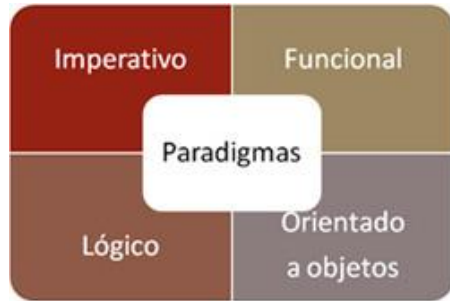 Imperativo
Funcional
Paradigmas
Lógico
Orientado
a objetos